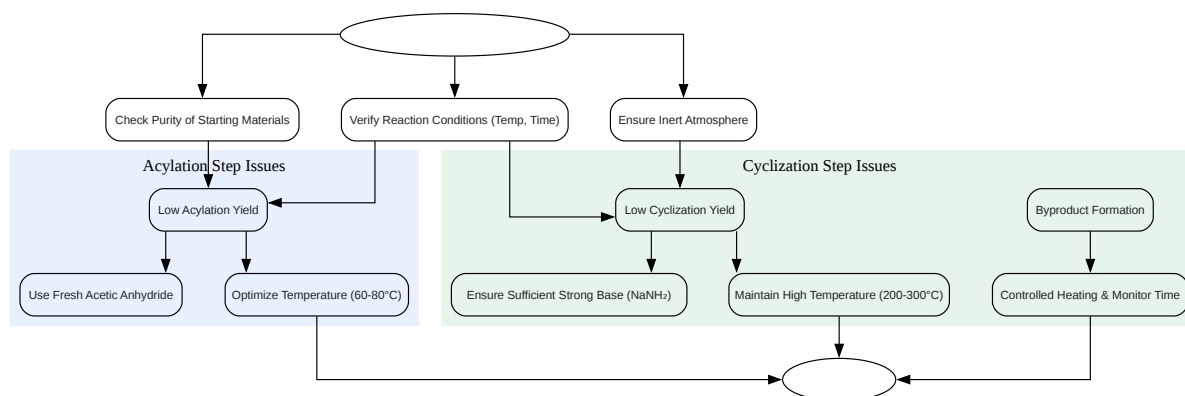 Check Purity of Starting Materials
Verify Reaction Conditions (Temp, Time)
Ensure Inert Atmosphere
Acylation Step Issues
Cyclization Step Issues
Low Acylation Yield
Low Cyclization Yield
Byproduct Formation
Use Fresh Acetic Anhydride
Optimize Temperature (60-80°C)
Ensure Sufficient Strong Base (NaNH₂)
Maintain High Temperature (200-300°C)
Controlled Heating & Monitor Time